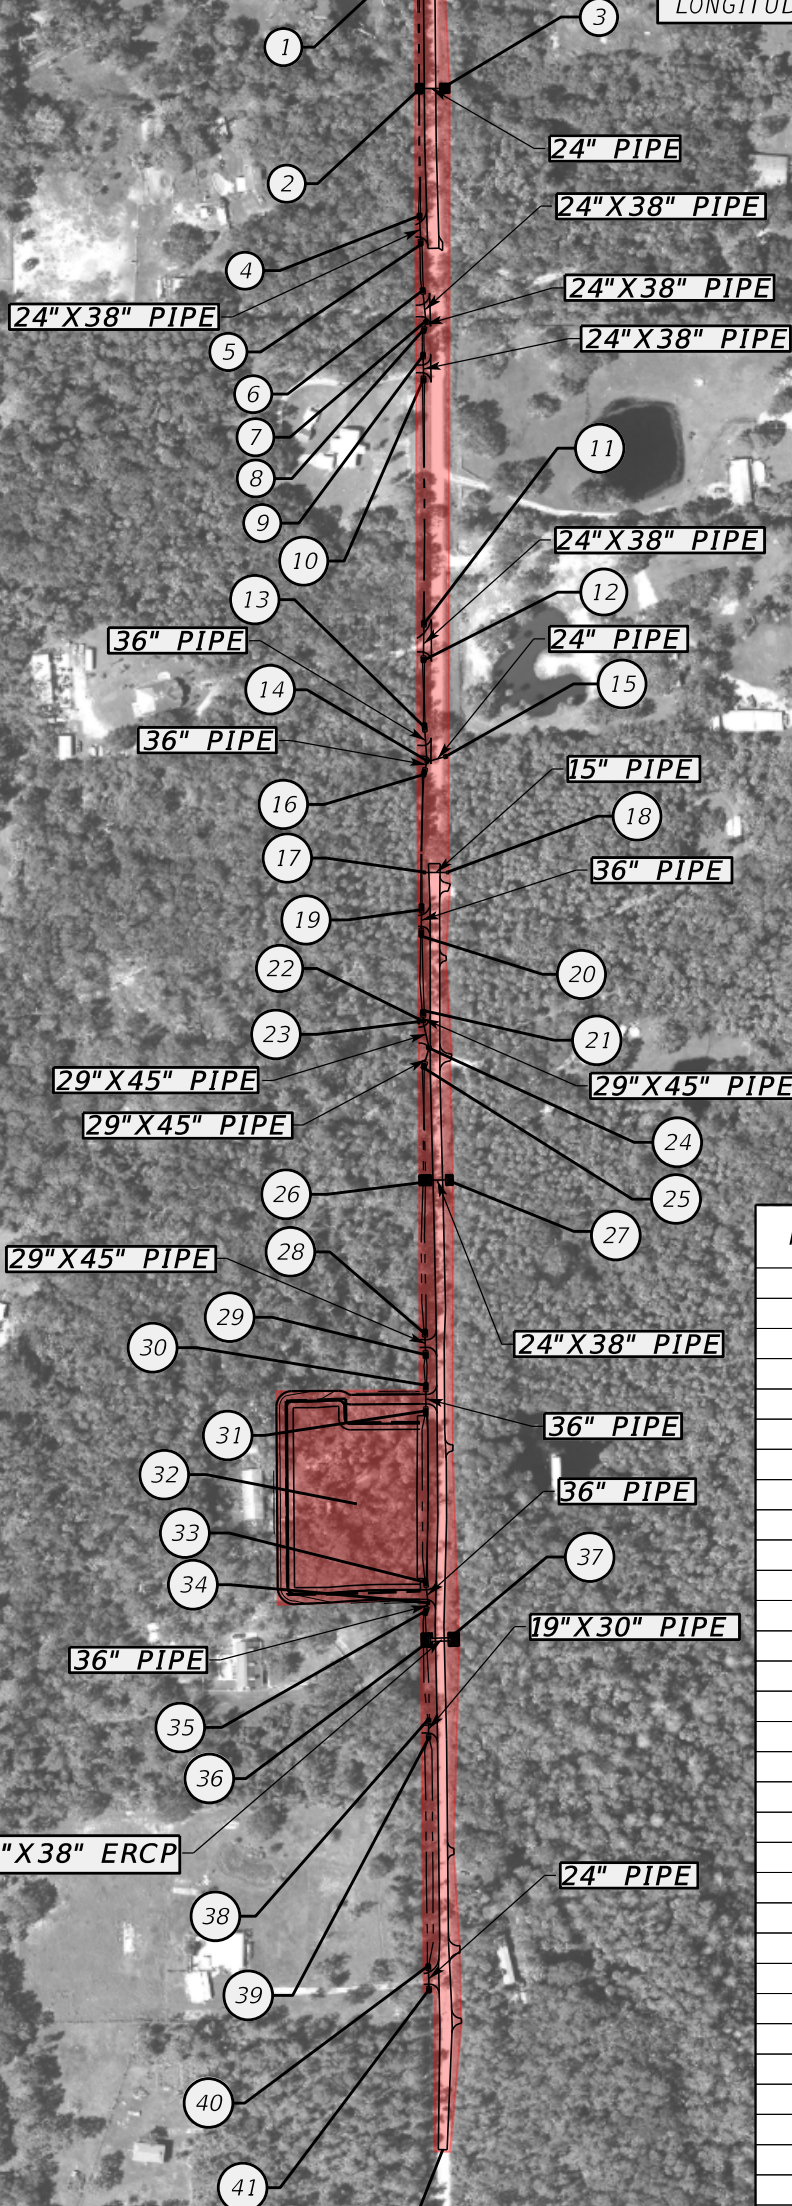 LONGITUD
3
1
24" PIPE
2
24"X38" PIPE
4
24"X38" PIPE
24"X38" PIPE
24"X38" PIPE
5
6
7
11
8
9
24"X38" PIPE
10
12
13
36" PIPE
24" PIPE
15
14
36" PIPE
15" PIPE
16
18
17
36" PIPE
19
22
20
23
21
29"X45" PIPE
29"X45" PIPE
29"X45" PIPE
24
26
25
27
28
29"X45" PIPE
29
24"X38" PIPE
30
36" PIPE
31
32
36" PIPE
33
37
34
19"X30" PIPE
36" PIPE
35
36
"X38" ERCP
24" PIPE
38
39
40
41